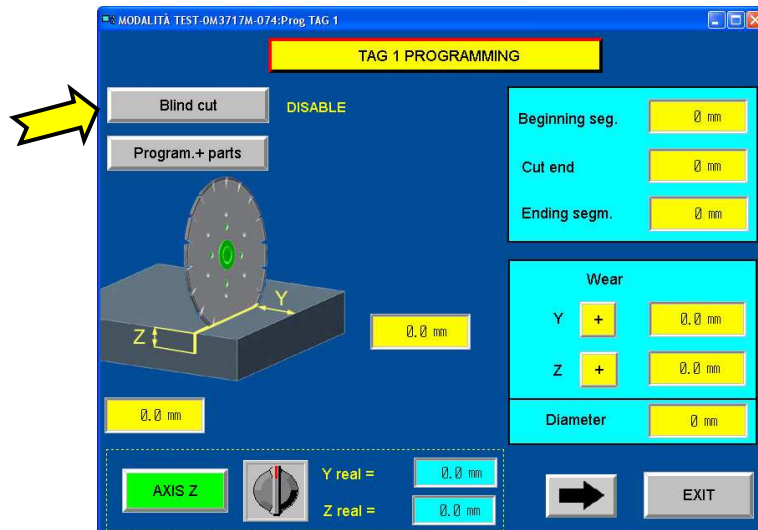 MODALITÀ TEST-0M3717M-074:Prog TAG 1
TAG 1 PROGRAMMING
Blind cut
DISABLE
Program.+ parts
Beginning seg.
0 mm
Cut end
0 mm
Ending segm.
0 mm
Y
Z
0.0 mm
0.0 mm
Wear
Y
+
0.0 mm
Z
+
0.0 mm
Diameter
0 mm
AXIS Z
Y real =
0.0 mm
Z real =
0.0 mm
EXIT